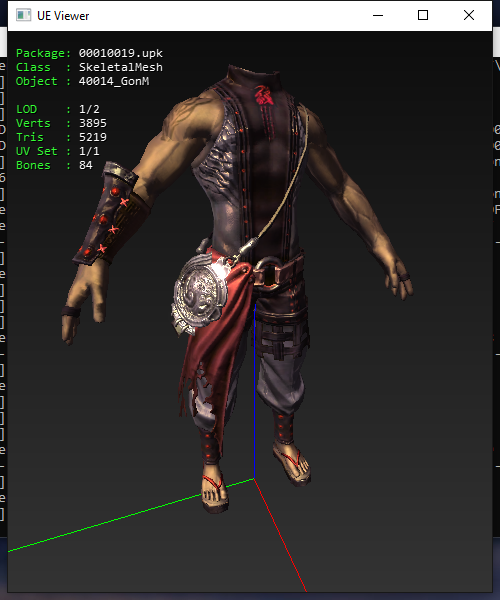 UE Viewer
Package: 00010019.upk
Class : SkeletalMesh
Object : 40014_GonM
LOD : 1/2
Verts : 3895
Tris : 5219
UV Set : 1/1
Bones : 84